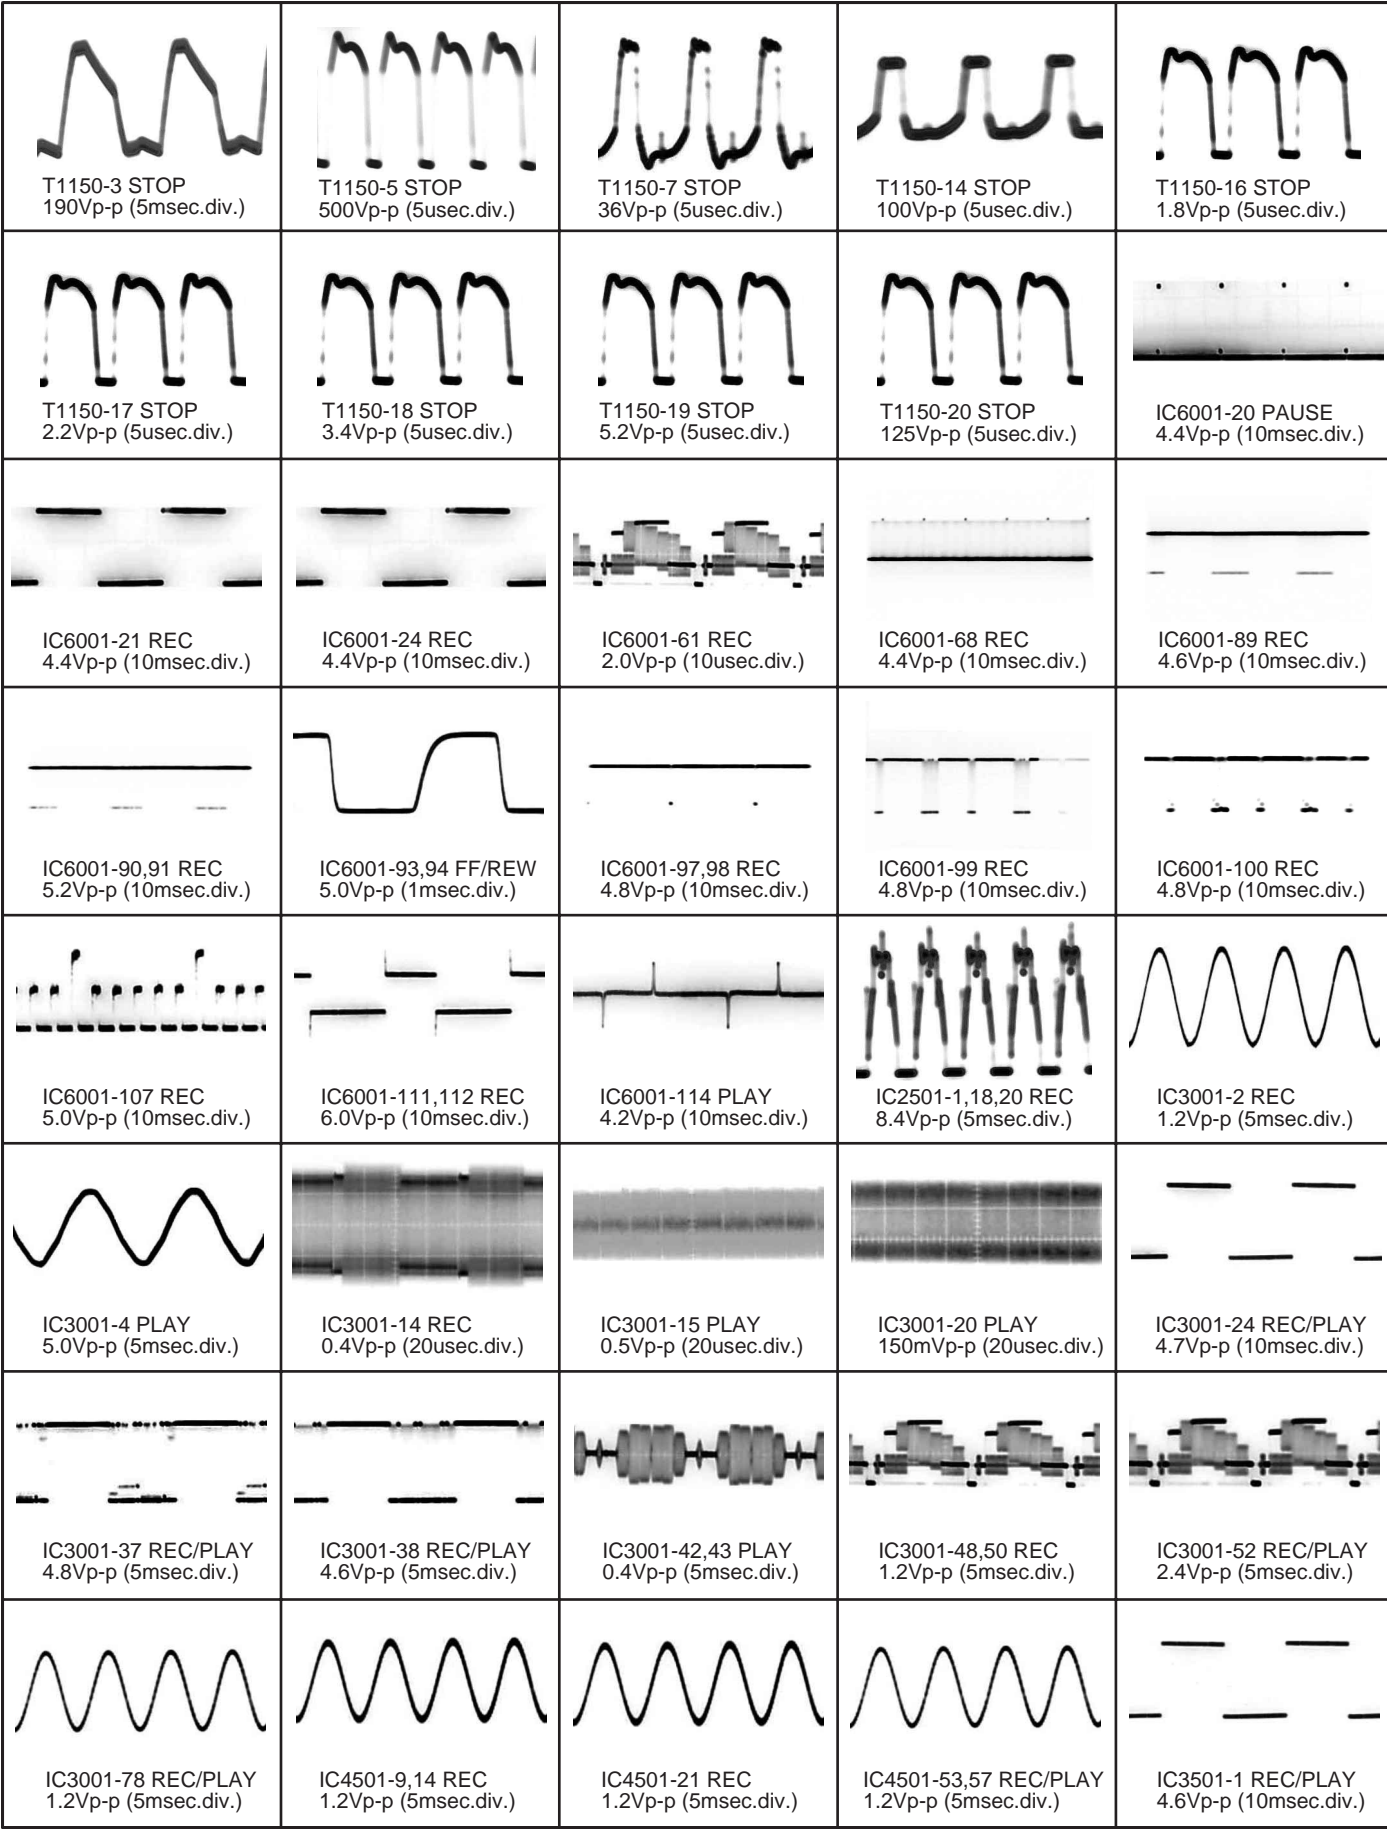 T1150-3 STOP
190Vp-p (5msec.div.)
T1150-5 STOP
500Vp-p (5usec.div.)
T1150-7 STOP
36Vp-p (5usec.div.)
T1150-14 STOP
100Vp-p (5usec.div.)
T1150-16 STOP
1.8Vp-p (5usec.div.)
T1150-17 STOP
2.2Vp-p (5usec.div.)
T1150-18 STOP
3.4Vp-p (5usec.div.)
T1150-19 STOP
5.2Vp-p (5usec.div.)
T1150-20 STOP
125Vp-p (5usec.div.)
IC6001-20 PAUSE
4.4Vp-p (10msec.div.)
IC6001-21 REC
4.4Vp-p (10msec.div.)
IC6001-24 REC
4.4Vp-p (10msec.div.)
IC6001-61 REC
2.0Vp-p (10usec.div.)
IC6001-68 REC
4.4Vp-p (10msec.div.)
IC6001-89 REC
4.6Vp-p (10msec.div.)
IC6001-90,91 REC
5.2Vp-p (10msec.div.)
IC6001-93,94 FF/REW
5.0Vp-p (1msec.div.)
IC6001-97,98 REC
4.8Vp-p (10msec.div.)
IC6001-99 REC
4.8Vp-p (10msec.div.)
IC6001-100 REC
4.8Vp-p (10msec.div.)
IC6001-107 REC
5.0Vp-p (10msec.div.)
IC6001-111,112 REC
6.0Vp-p (10msec.div.)
IC6001-114 PLAY
4.2Vp-p (10msec.div.)
IC2501-1,18,20 REC
8.4Vp-p (5msec.div.)
IC3001-2 REC
1.2Vp-p (5msec.div.)
IC3001-4 PLAY
5.0Vp-p (5msec.div.)
IC3001-14 REC
0.4Vp-p (20usec.div.)
IC3001-15 PLAY
0.5Vp-p (20usec.div.)
IC3001-20 PLAY
150mVp-p (20usec.div.)
IC3001-24 REC/PLAY
4.7Vp-p (10msec.div.)
IC3001-37 REC/PLAY
4.8Vp-p (5msec.div.)
IC3001-38 REC/PLAY
4.6Vp-p (5msec.div.)
IC3001-42,43 PLAY
0.4Vp-p (5msec.div.)
IC3001-48,50 REC
1.2Vp-p (5msec.div.)
IC3001-52 REC/PLAY
2.4Vp-p (5msec.div.)
IC3001-78 REC/PLAY
1.2Vp-p (5msec.div.)
IC4501-9,14 REC
1.2Vp-p (5msec.div.)
IC4501-21 REC
1.2Vp-p (5msec.div.)
IC4501-53,57 REC/PLAY
1.2Vp-p (5msec.div.)
IC3501-1 REC/PLAY
4.6Vp-p (10msec.div.)